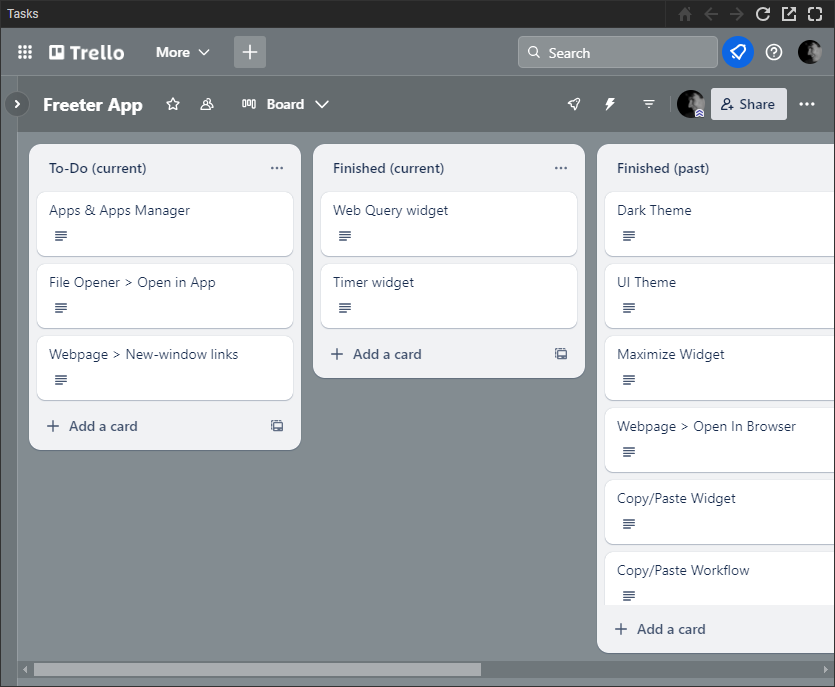 Tasks
Trello
More
Search
Freeter App
Board
Share
To-Do (current)
Apps & Apps Manager
File Opener > Open in App
Webpage > New-window links
Add a card
Finished (current)
Web Query widget
Timer widget
Add a card
Finished (past)
Dark Theme
UI Theme
Maximize Widget
Webpage > Open In Browser
Copy/Paste Widget
Copy/Paste Workflow
Add a card